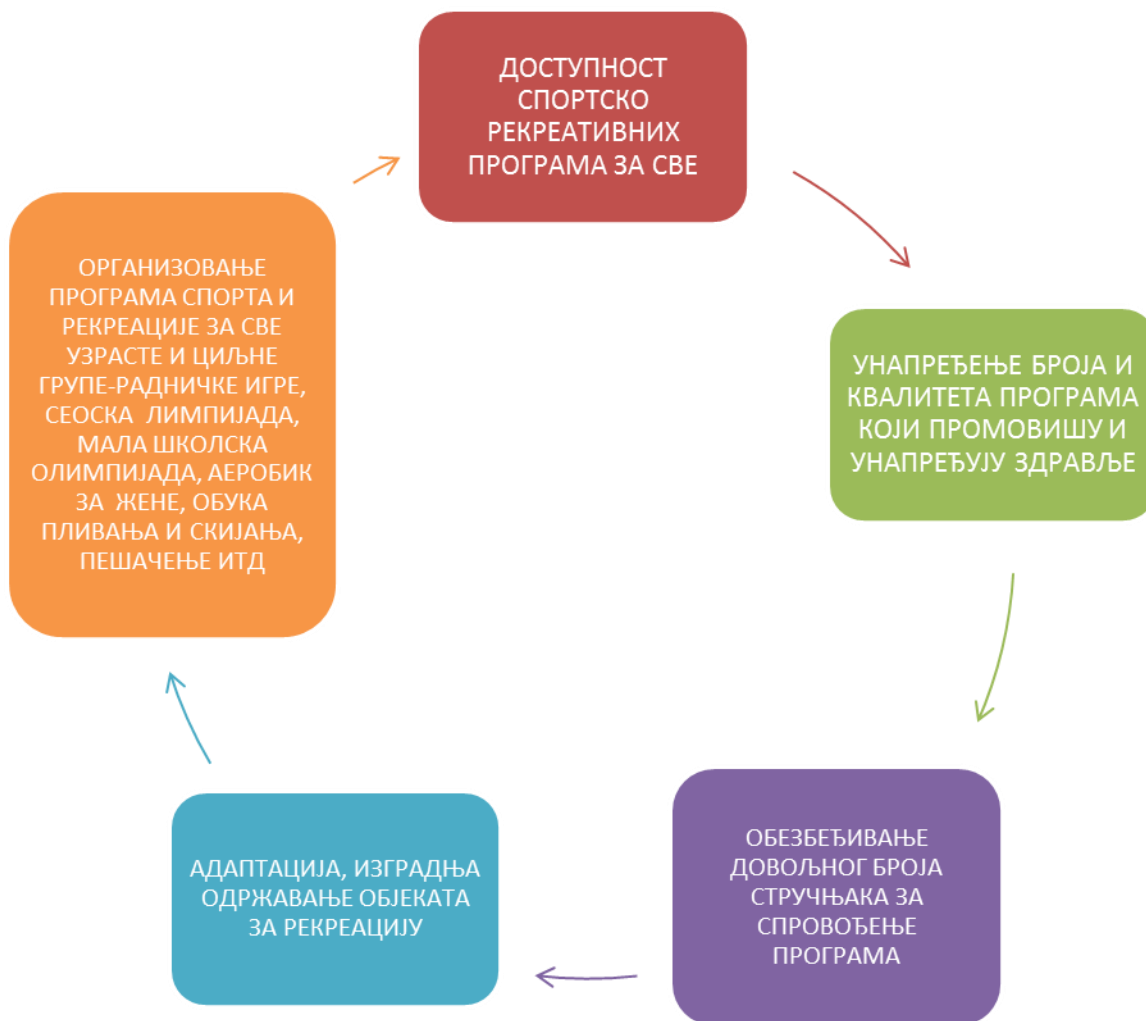 ДОСТУПНОСТ
СПОРТСКО
РЕКРЕАТИВНИХ
ПРОГРАМА ЗА СВЕ
УНАПРЕЂЕЊЕ БРОЈА И
КВАЛИТЕТА ПРОГРАМА
КОЈИ ПРОМОВИШУ И
УНАПРЕЂУЈУ ЗДРАВЉЕ
ОБЕЗБЕЂИВАЊЕ
ДОВОЉНОГ БРОЈА
СТРУЧЊАКА ЗА
СПРОВОЂЕЊЕ
ПРОГРАМА
АДАПТАЦИЈА, ИЗГРАДЊА
ОДРЖАВАЊЕ ОБЈЕКАТА
ЗА РЕКРЕАЦИЈУ
ОРГАНИЗОВАЊЕ
ПРОГРАМА СПОРТА И
РЕКРЕАЦИЈЕ ЗА СВЕ
УЗРАСТЕ И ЦИЉНЕ
ГРУПЕ-РАДНИЧКЕ ИГРЕ,
СЕОСКА ЛИМПИЈАДА,
МАЛА ШКОЛСКА
ОЛИМПИЈАДА, АЕРОБИК
ЗА ЖЕНЕ, ОБУКА
ПЛИВАЊА И СКИЈАЊА,
ПЕШАЧЕЊЕ ИТД